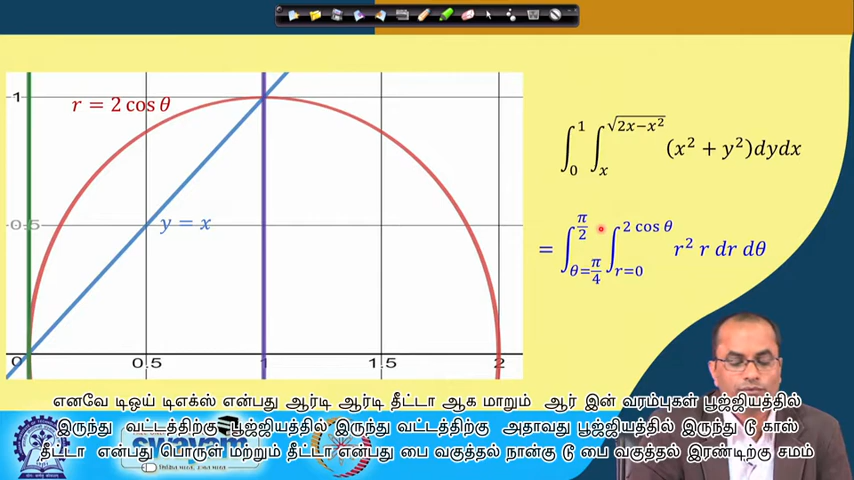 r = 2 cos θ
1
0.5
y = x
0
0.5
1
1.5
2
∫_0^1 ∫_x^{√(2x−x²)} (x² + y²)dydx
= ∫_{θ=π/4}^{π/2} ∫_{r=0}^{2 cos θ} r² r dr dθ
எனவே டிஒய் டிஎக்ஸ் என்பது ஆர்டி ஆர்டி தீட்டா ஆக மாறும் ஆர் இன் வரம்புகள் பூஜ்ஜியத்தில்
இருந்து வட்டத்திற்கு பூஜ்ஜியத்தில் இருந்து வட்டத்திற்கு அதாவது பூஜ்ஜியத்தில் இருந்து டு காஸ்
தீட்டா என்பது பொருள் மற்றும் தீட்டா என்பது பை வகுத்தல் நான்கு டு பை வகுத்தல் இரண்டிற்கு சமம்
swayam